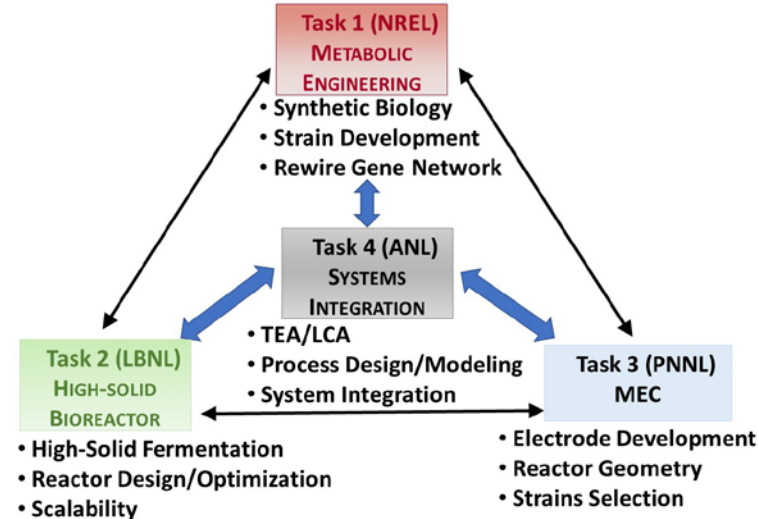 Task 1 (NREL)
METABOLIC
ENGINEERING
• Synthetic Biology
• Strain Development
• Rewire Gene Network
Task 4 (ANL)
SYSTEMS
INTEGRATION
• TEA/LCA
• Process Design/Modeling
• System Integration
Task 2 (LBNL)
HIGH-SOLID
BIOREACTOR
• High-Solid Fermentation
• Reactor Design/Optimization
• Scalability
Task 3 (PNNL)
MEC
• Electrode Development
• Reactor Geometry
• Strains Selection